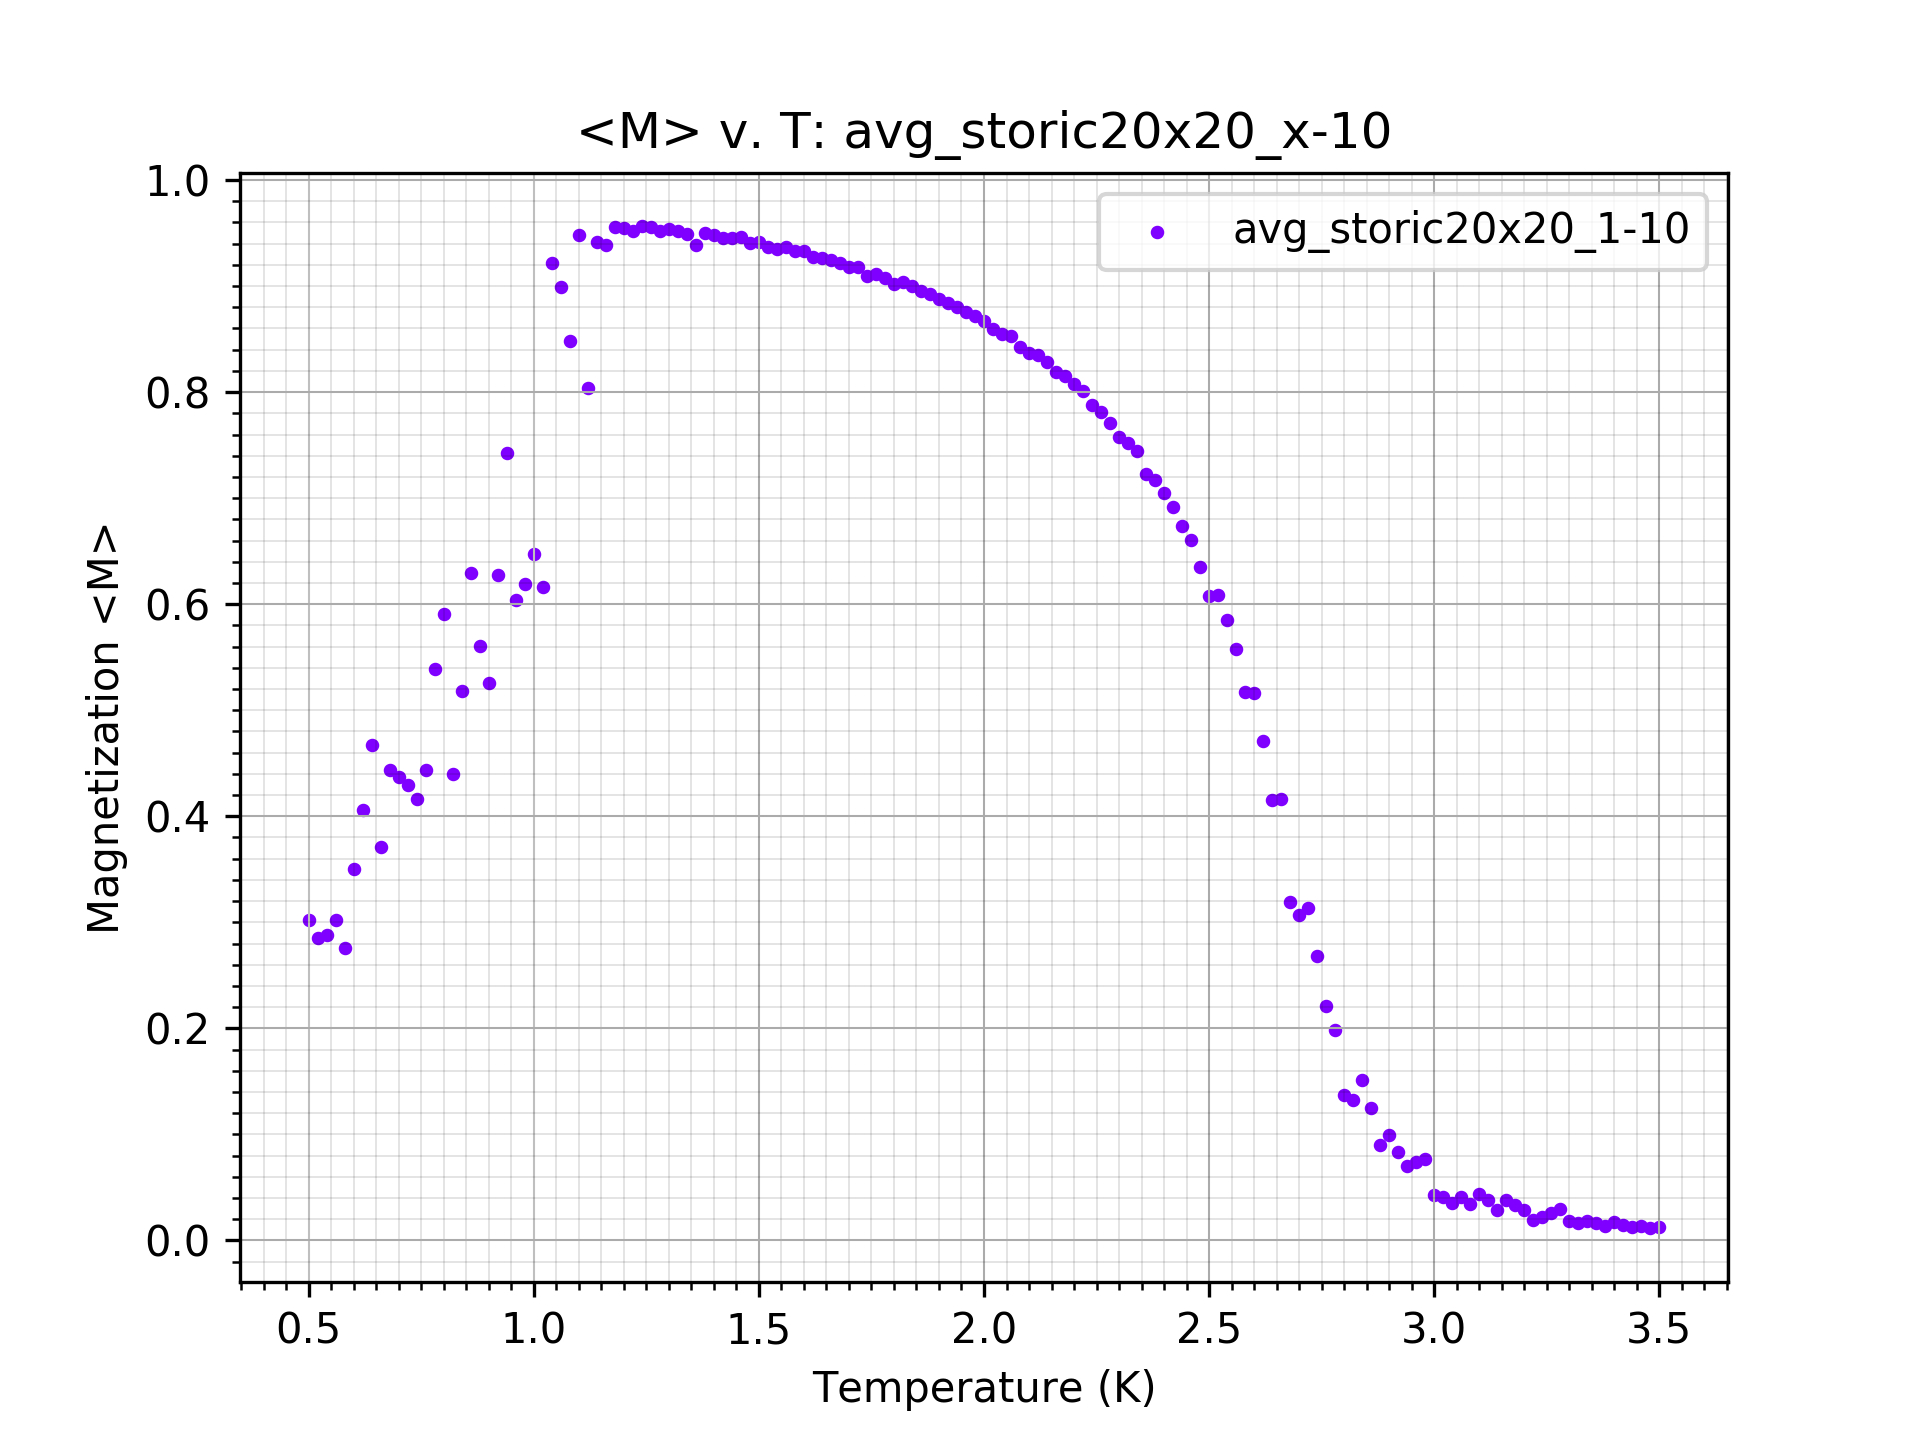 <M> v. T: avg_storic20x20_x-10
avg_storic20x20_1-10
Magnetization <M>
1.0
0.8
0.6
0.4
0.2
0.0
0.5 1.0 1.5 2.0 2.5 3.0 3.5
Temperature (K)